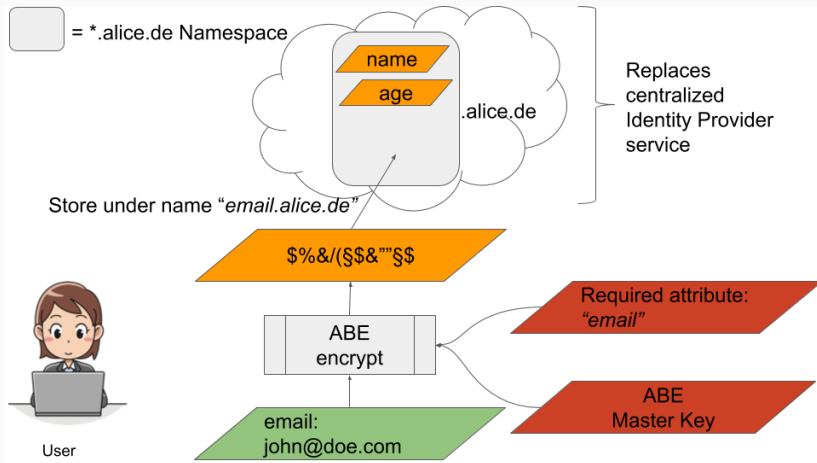 = *.alice.de Namespace
name
age
.alice.de
Replaces
centralized
Identity Provider
service
Store under name “email.alice.de”
$%&/(§$&””§$
ABE
encrypt
Required attribute:
“email”
ABE
Master Key
email:
john@doe.com
User